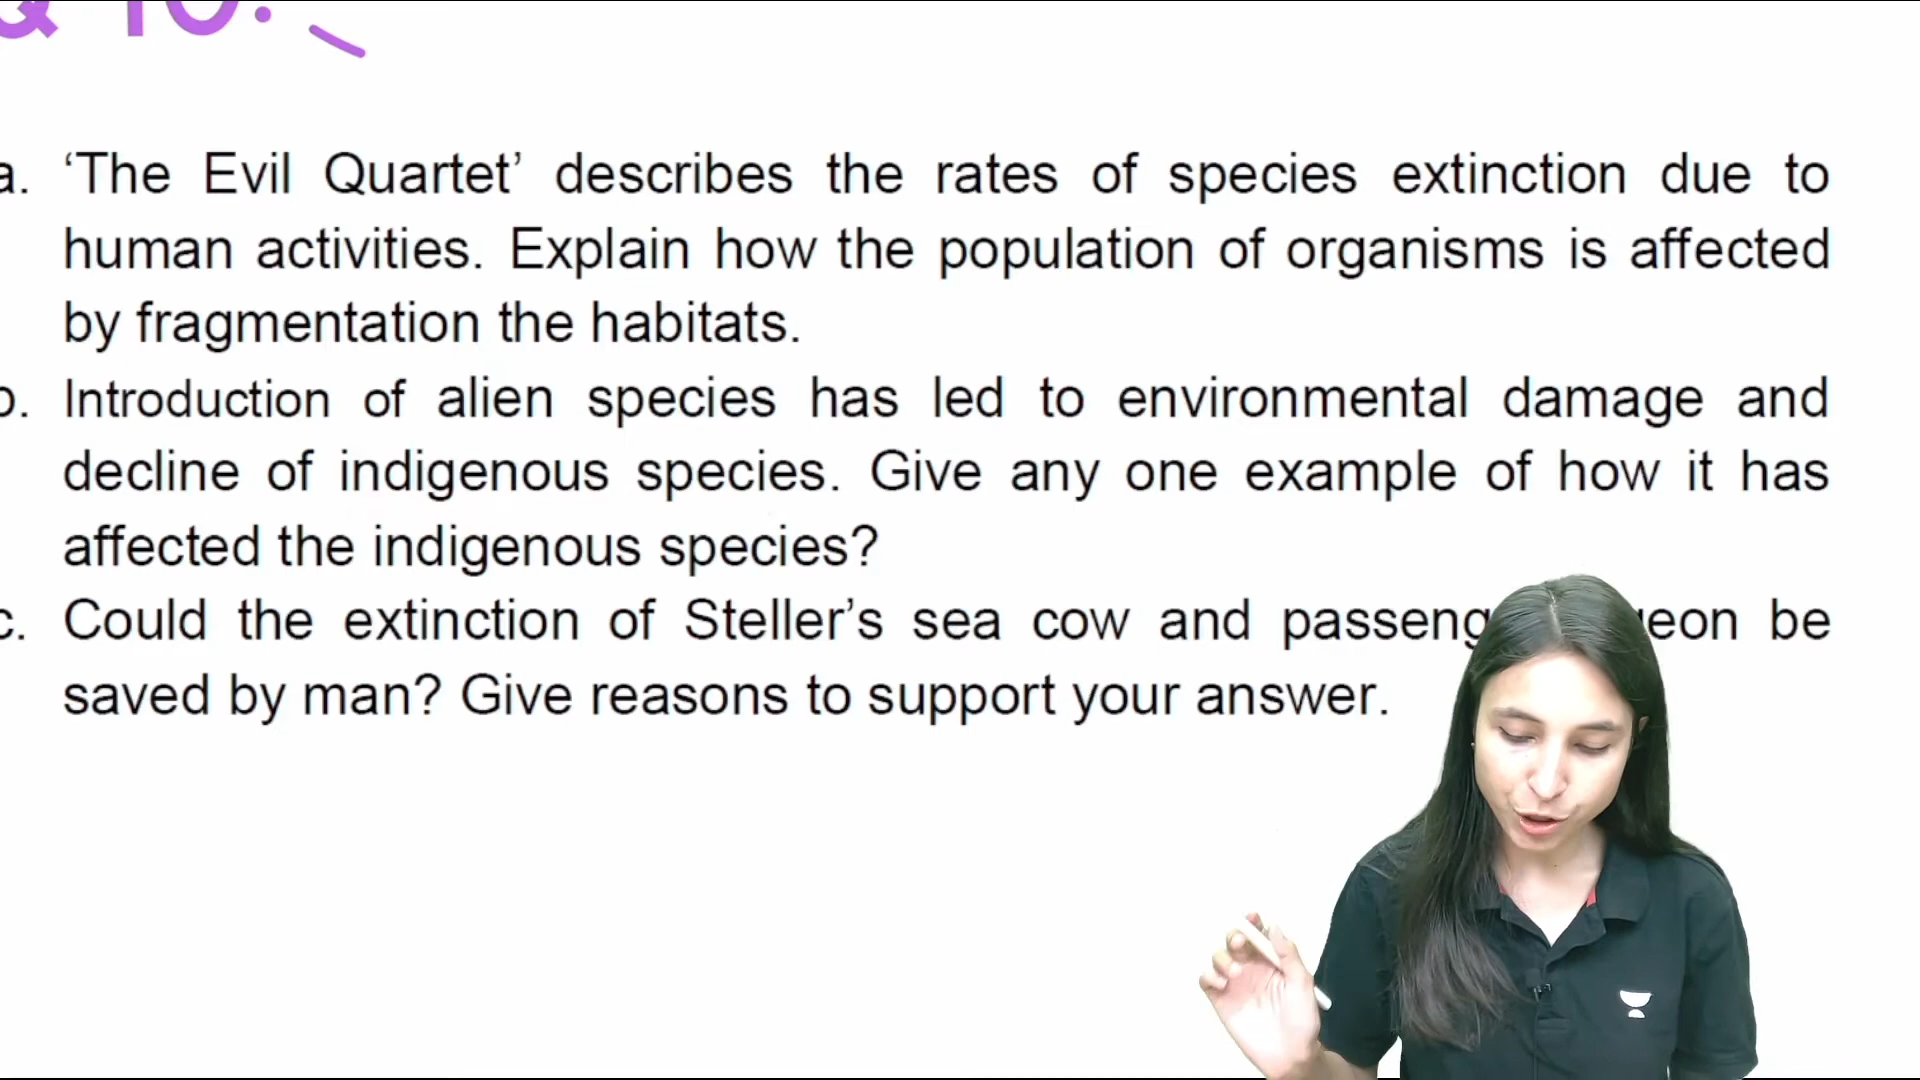 Q 10.
a. ‘The Evil Quartet’ describes the rates of species extinction due to
human activities. Explain how the population of organisms is affected
by fragmentation the habitats.
b. Introduction of alien species has led to environmental damage and
decline of indigenous species. Give any one example of how it has
affected the indigenous species?
c. Could the extinction of Steller’s sea cow and be
saved by man? Give reasons to support your answer.